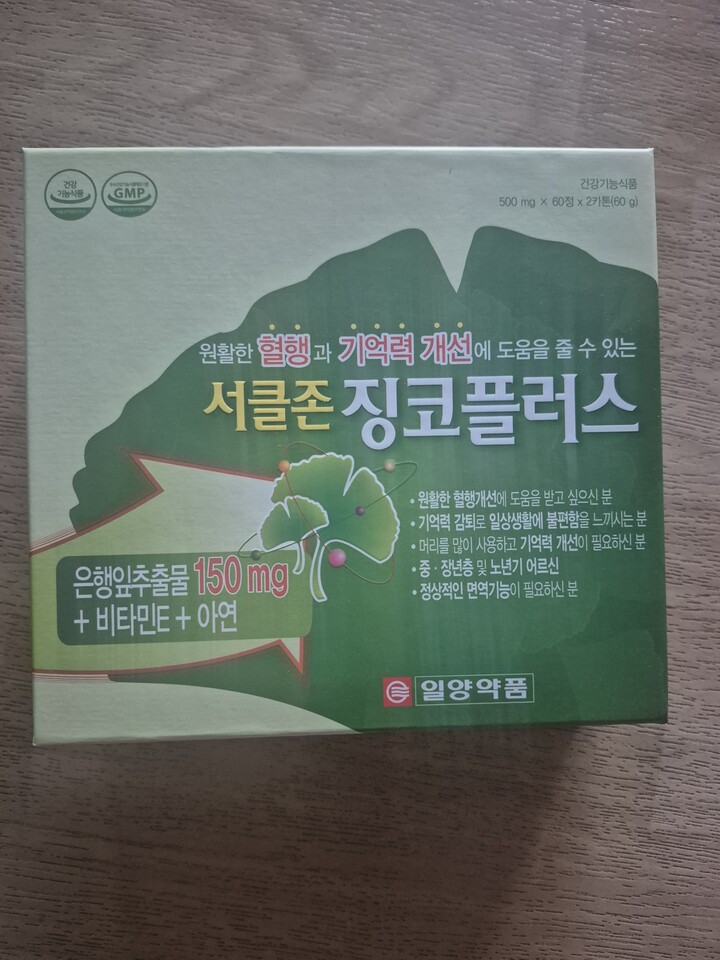 건강
기능식품
GMP
건강기능식품
500 mg × 60정 x 2카톤(60 g)
원활한 혈행과 기억력 개선에 도움을 줄 수 있는
서클존 징코플러스
• 원활한 혈행개선에 도움을 받고 싶으신 분
• 기억력 감퇴로 일상생활에 불편함을 느끼시는 분
• 머리를 많이 사용하고 기억력 개선이 필요하신 분
• 중·장년층 및 노년기 어르신
• 정상적인 면역기능이 필요하신 분
은행잎추출물 150 mg
+ 비타민E + 아연
일양약품